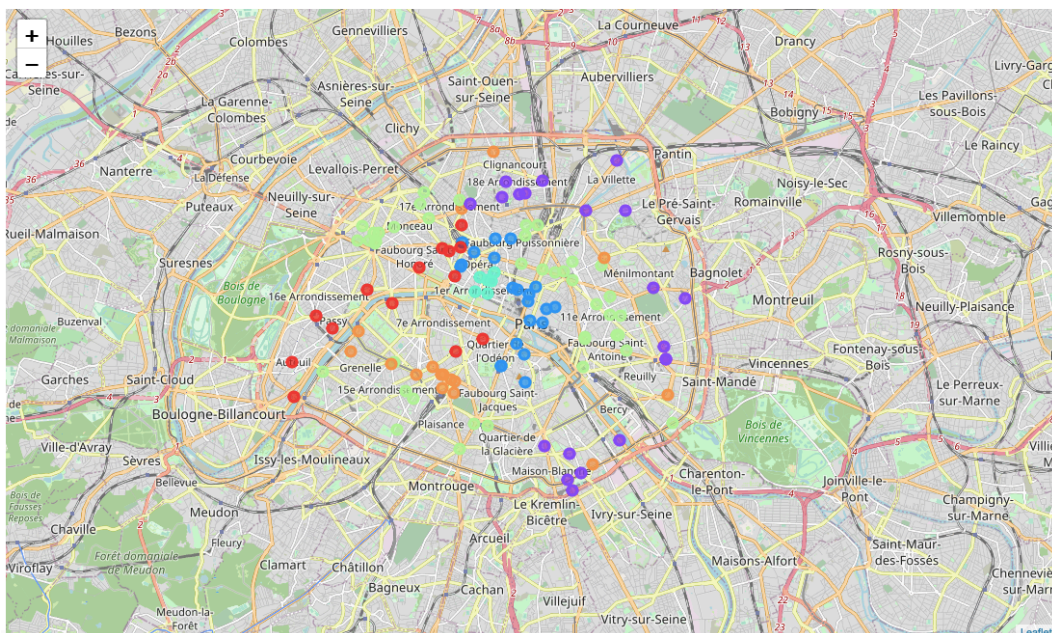 +
−
Houilles
Bezons
Gennevilliers
La Courneuve
Drancy
Colombes
Livry-Garg
Carrières-sur-
Seine
Asnières-sur-
Seine
Saint-Ouen-
sur-Seine
Aubervilliers
Bobigny
Les Pavillons-
sous-Bois
La Garenne-
Colombes
Clichy
Le Raincy
Courbevoie
Nanterre
La Défense
Levallois-Perret
Clignancourt
18e Arrondissement
Pantin
La Villette
Noisy-le-Sec
Puteaux
Neuilly-sur-
Seine
17e Arrondissement
Le Pré-Saint-
Gervais
Romainville
Villemomble
Monceau
Rueil-Malmaison
Faubourg Poissonnière
Suresnes
Opéra
Ménilmontant
Bagnolet
Rosny-sous-
Bois
Bois de
Boulogne
16e Arrondissement
1er Arrondissement
Montreuil
Neuilly-Plaisance
Buzenval
Passy
7e Arrondissement
Paris
11e Arrondissement
domaniale
Malmaison
Quartier
l'Odéon
Faubourg Saint-
Antoine
Fontenay-sous-
Bois
Auteuil
Grenelle
Reuilly
Vincennes
Garches
Saint-Cloud
15e Arrondissement
Faubourg Saint-
Jacques
Saint-Mandé
Le Perreux-
sur-Marne
Boulogne-Billancourt
Bercy
Plaisance
Bois de
Vincennes
Ville-d'Avray
Sèvres
Issy-les-Moulineaux
Quartier de
la Glacière
Maison-Blanche
Charenton-
le-Pont
Joinville-le-
Pont
Bellevue
Bois de
Fausses
Reposes
Montrouge
Le Kremlin-
Bicêtre
Ivry-sur-Seine
Champigny-
sur-Marne
Chaville
Meudon
Arcueil
Saint-Maur-
des-Fossés
Viroflay
Forêt domaniale
de Meudon
Fleury
Clamart
Châtillon
Maisons-Alfort
Bagneux
Cachan
Villejuif
Meudon-la-
Forêt
Vitry-sur-Seine
Leaflet